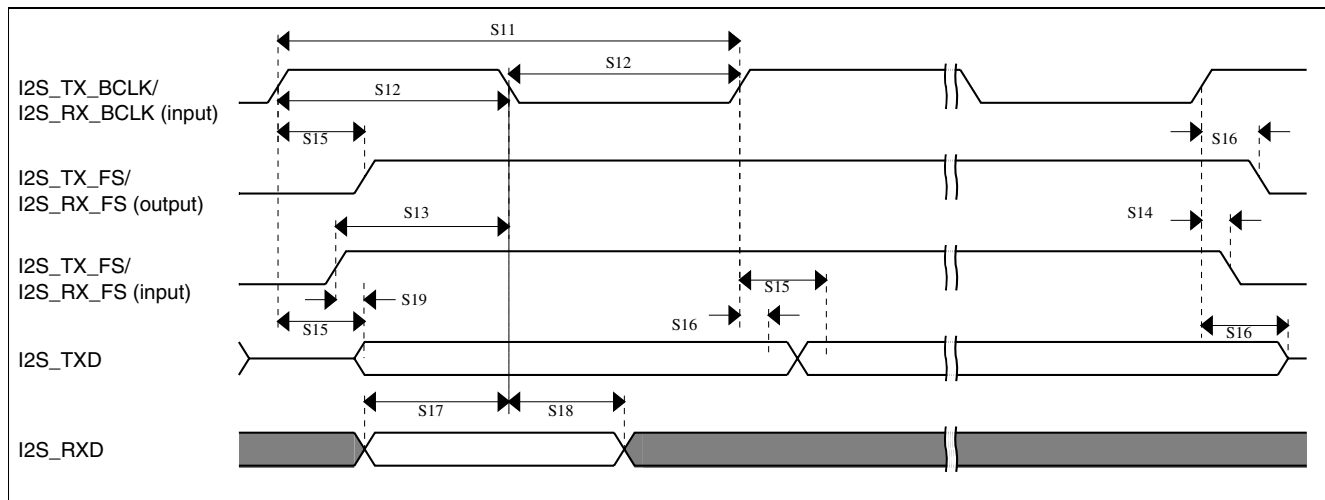 S11
I2S_TX_BCLK/
I2S_RX_BCLK (input)
S12
S12
S15
S16
I2S_TX_FS/
I2S_RX_FS (output)
S13
S14
I2S_TX_FS/
I2S_RX_FS (input)
S15
S19
S15
S16
S16
I2S_TXD
S17
S18
I2S_RXD